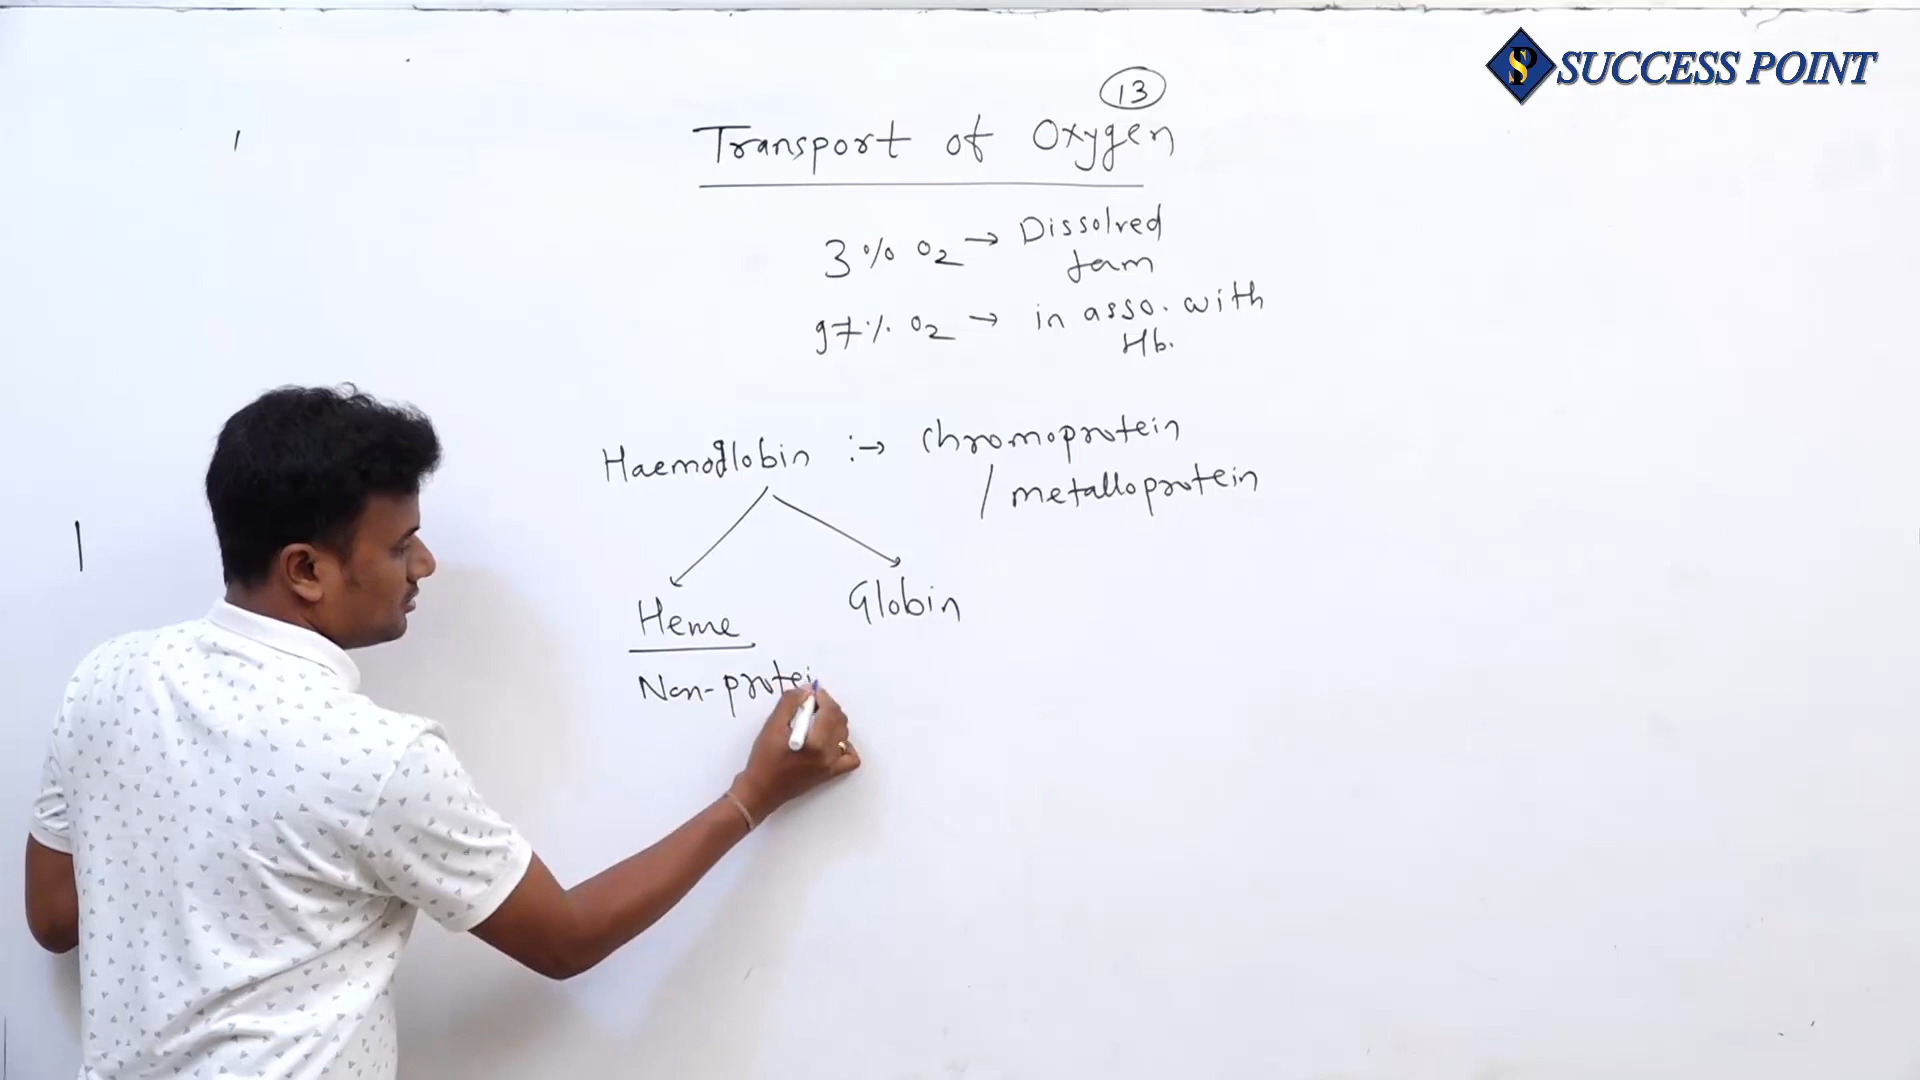 SUCCESS POINT
13
Transport of Oxygen
3% O2 → Dissolved
form
97% O2 → in asso. with
Hb.
Haemoglobin :→ chromoprotein
/ metalloprotein
Heme Globin
Non-protei